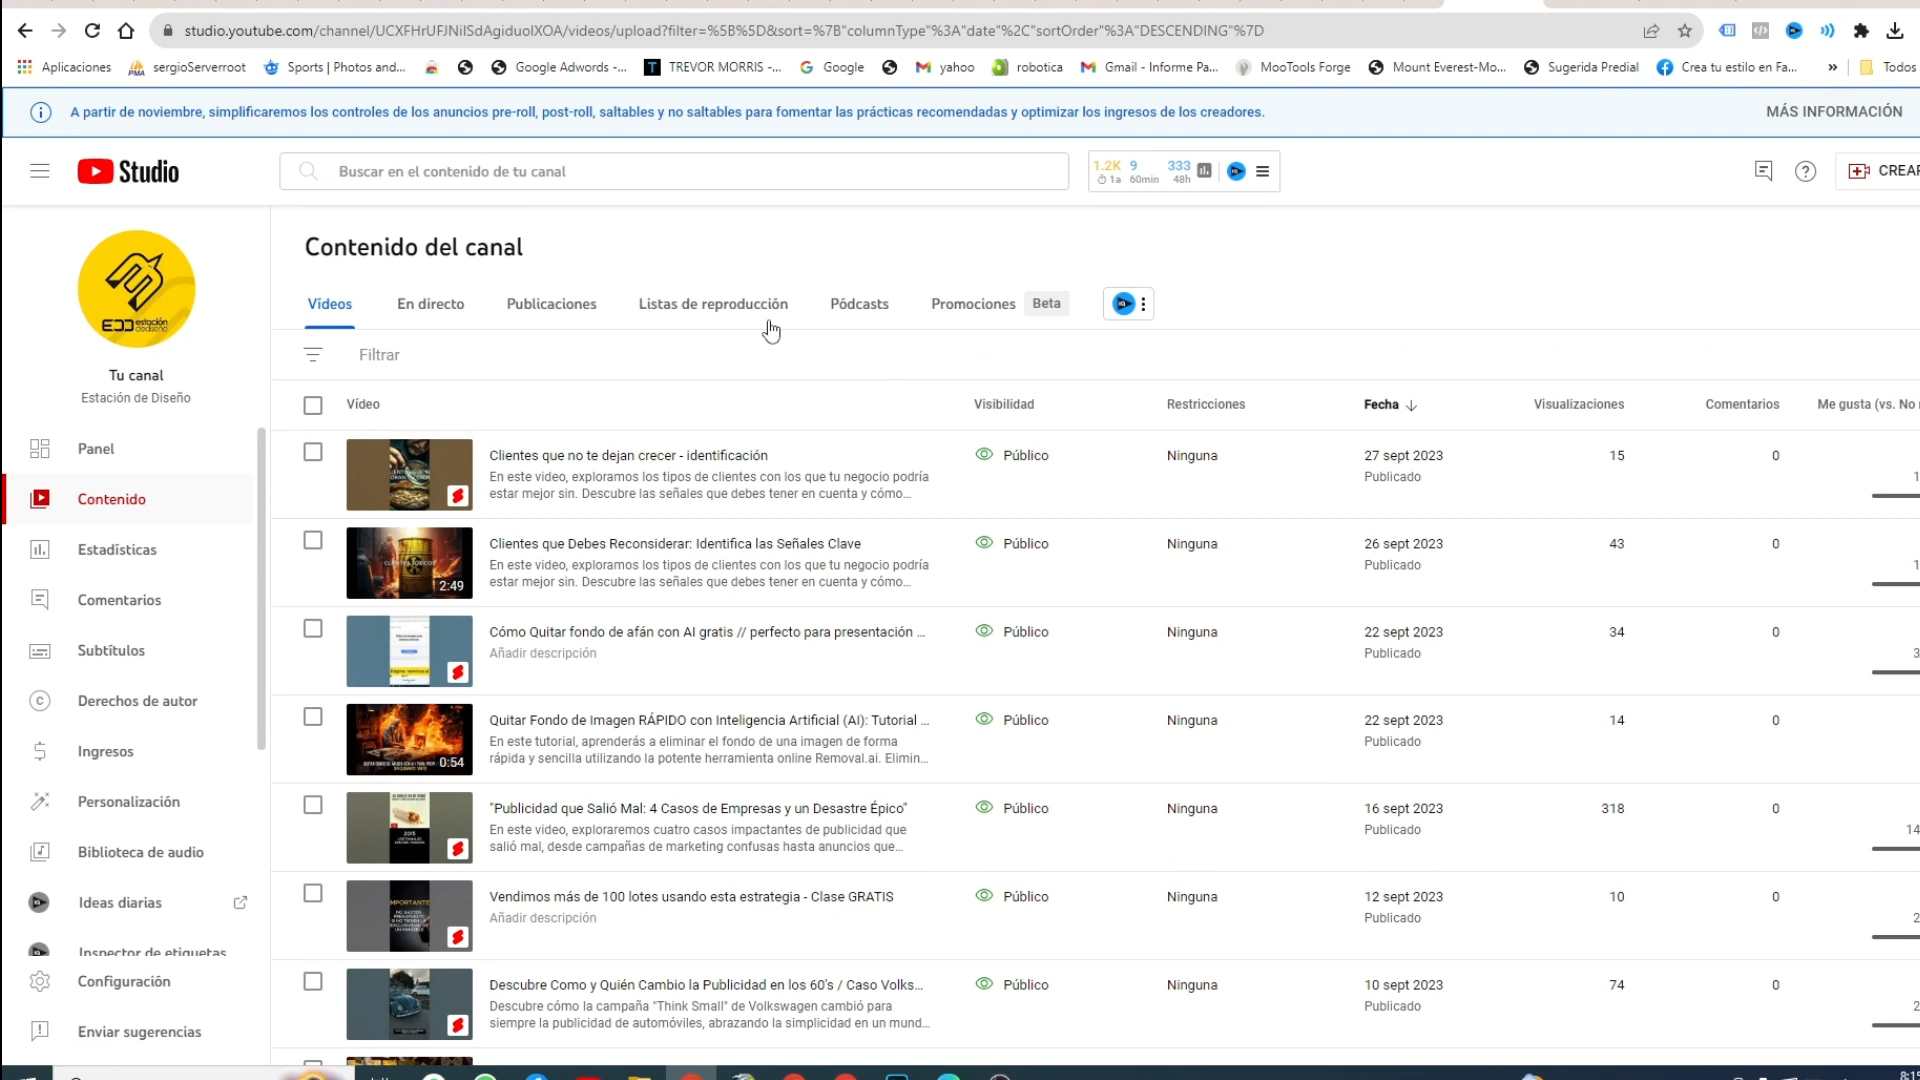 studio.youtube.com/channel/UCXFHrUFJNiISdAgiduoIXOA/videos/upload?filter=%5B%5D&sort=%7B"columnType"%3A"date"%2C"sortOrder"%3A"DESCENDING"%7D
Aplicaciones sergioServerroot Sports | Photos and... Google Adwords -... TREVOR MORRIS -... Google yahoo robotica Gmail - Informe Pa... MooTools Forge Mount Everest-Mo... Sugerida Predial Crea tu estilo en Fa... » Todos
A partir de noviembre, simplificaremos los controles de los anuncios pre-roll, post-roll, saltables y no saltables para fomentar las prácticas recomendadas y optimizar los ingresos de los creadores. MÁS INFORMACIÓN
Studio
Buscar en el contenido de tu canal
1.2K 9 333
1a 60min 48h
CREAR
Contenido del canal
Vídeos En directo Publicaciones Listas de reproducción Pódcasts Promociones Beta
Filtrar
estación
de diseño
Tu canal
Estación de Diseño
Panel
Contenido
Estadísticas
Comentarios
Subtítulos
Derechos de autor
Ingresos
Personalización
Biblioteca de audio
Ideas diarias
Inspector de etiquetas
Configuración
Enviar sugerencias
Vídeo Visibilidad Restricciones Fecha Visualizaciones Comentarios Me gusta (vs. No
Clientes que no te dejan crecer - identificación Público Ninguna 27 sept 2023 15 0
En este video, exploramos los tipos de clientes con los que tu negocio podría Publicado
estar mejor sin. Descubre las señales que debes tener en cuenta y cómo...
Clientes que Debes Reconsiderar: Identifica las Señales Clave Público Ninguna 26 sept 2023 43 0
En este video, exploramos los tipos de clientes con los que tu negocio podría Publicado
estar mejor sin. Descubre las señales que debes tener en cuenta y cómo...
CLIENTES TÓXICOS
2:49
Cómo Quitar fondo de afán con AI gratis // perfecto para presentación ... Público Ninguna 22 sept 2023 34 0
Añadir descripción Publicado
Quitar Fondo de Imagen RÁPIDO con Inteligencia Artificial (AI): Tutorial ... Público Ninguna 22 sept 2023 14 0
En este tutorial, aprenderás a eliminar el fondo de una imagen de forma Publicado
rápida y sencilla utilizando la potente herramienta online Removal.ai. Elimin...
0:54
"Publicidad que Salió Mal: 4 Casos de Empresas y un Desastre Épico" Público Ninguna 16 sept 2023 318 0
En este video, exploraremos cuatro casos impactantes de publicidad que Publicado 14
salió mal, desde campañas de marketing confusas hasta anuncios que...
2015
Vendimos más de 100 lotes usando esta estrategia - Clase GRATIS Público Ninguna 12 sept 2023 10 0
Añadir descripción Publicado 2
IMPORTANTE
Descubre Como y Quién Cambio la Publicidad en los 60's / Caso Volks... Público Ninguna 10 sept 2023 74 0
Descubre cómo la campaña "Think Small" de Volkswagen cambió para Publicado 2
siempre la publicidad de automóviles, abrazando la simplicidad en un mund...